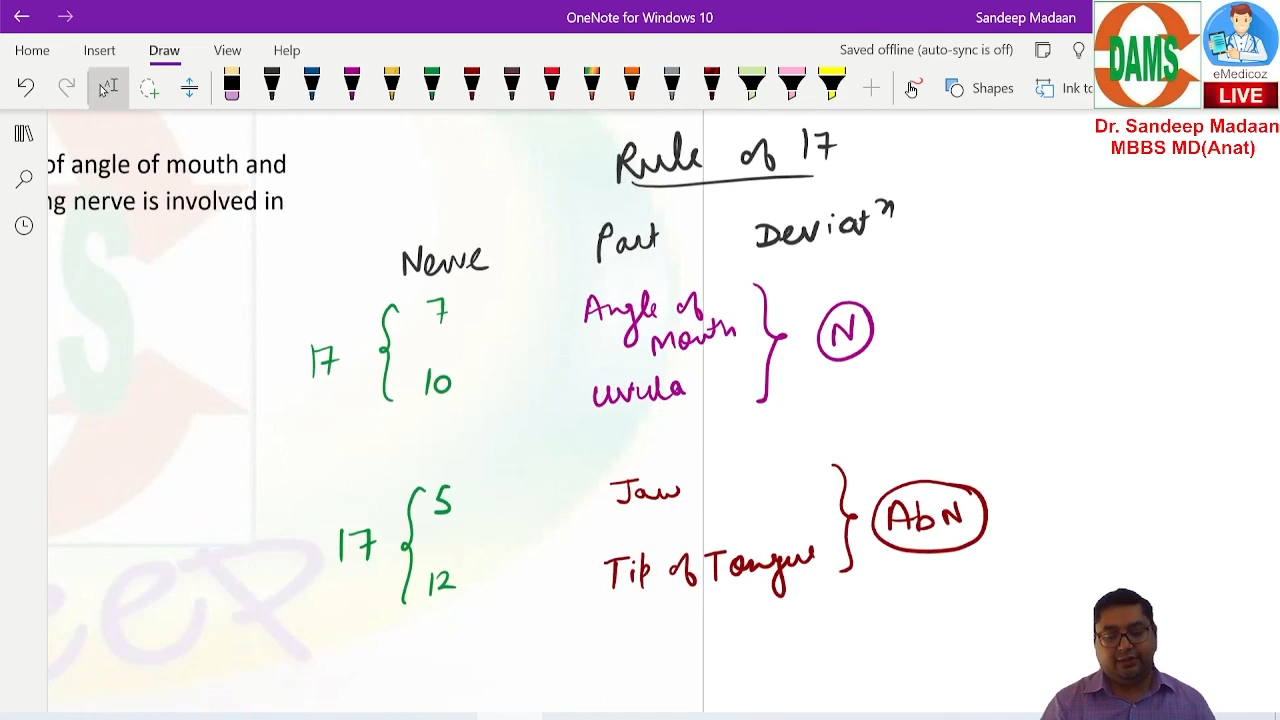 OneNote for Windows 10
Sandeep Madaan
Home Insert Draw View Help
Saved offline (auto-sync is off)
Shapes
Ink to
DAMS
eMedicoz
LIVE
Dr. Sandeep Madaan
MBBS MD(Anat)
of angle of mouth and
ng nerve is involved in
Rule of 17
Nerve Part Deviatn
17 { 7 Angle of
Mouth } N
10 uvula
17 { 5 Jaw } AbN
12 Tip of Tongue
eeP